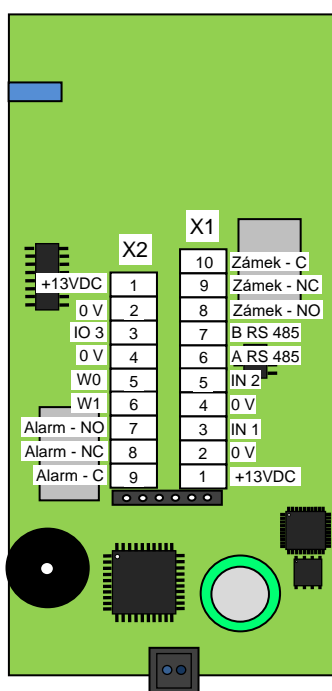 X1
X2
10 Zámek - C
9 Zámek - NC
+13VDC 1
8 Zámek - NO
0 V 2
7 B RS 485
IO 3 3
6 A RS 485
0 V 4
5 IN 2
W0 5
4 0 V
W1 6
3 IN 1
Alarm - NO 7
2 0 V
Alarm - NC 8
1 +13VDC
Alarm - C 9